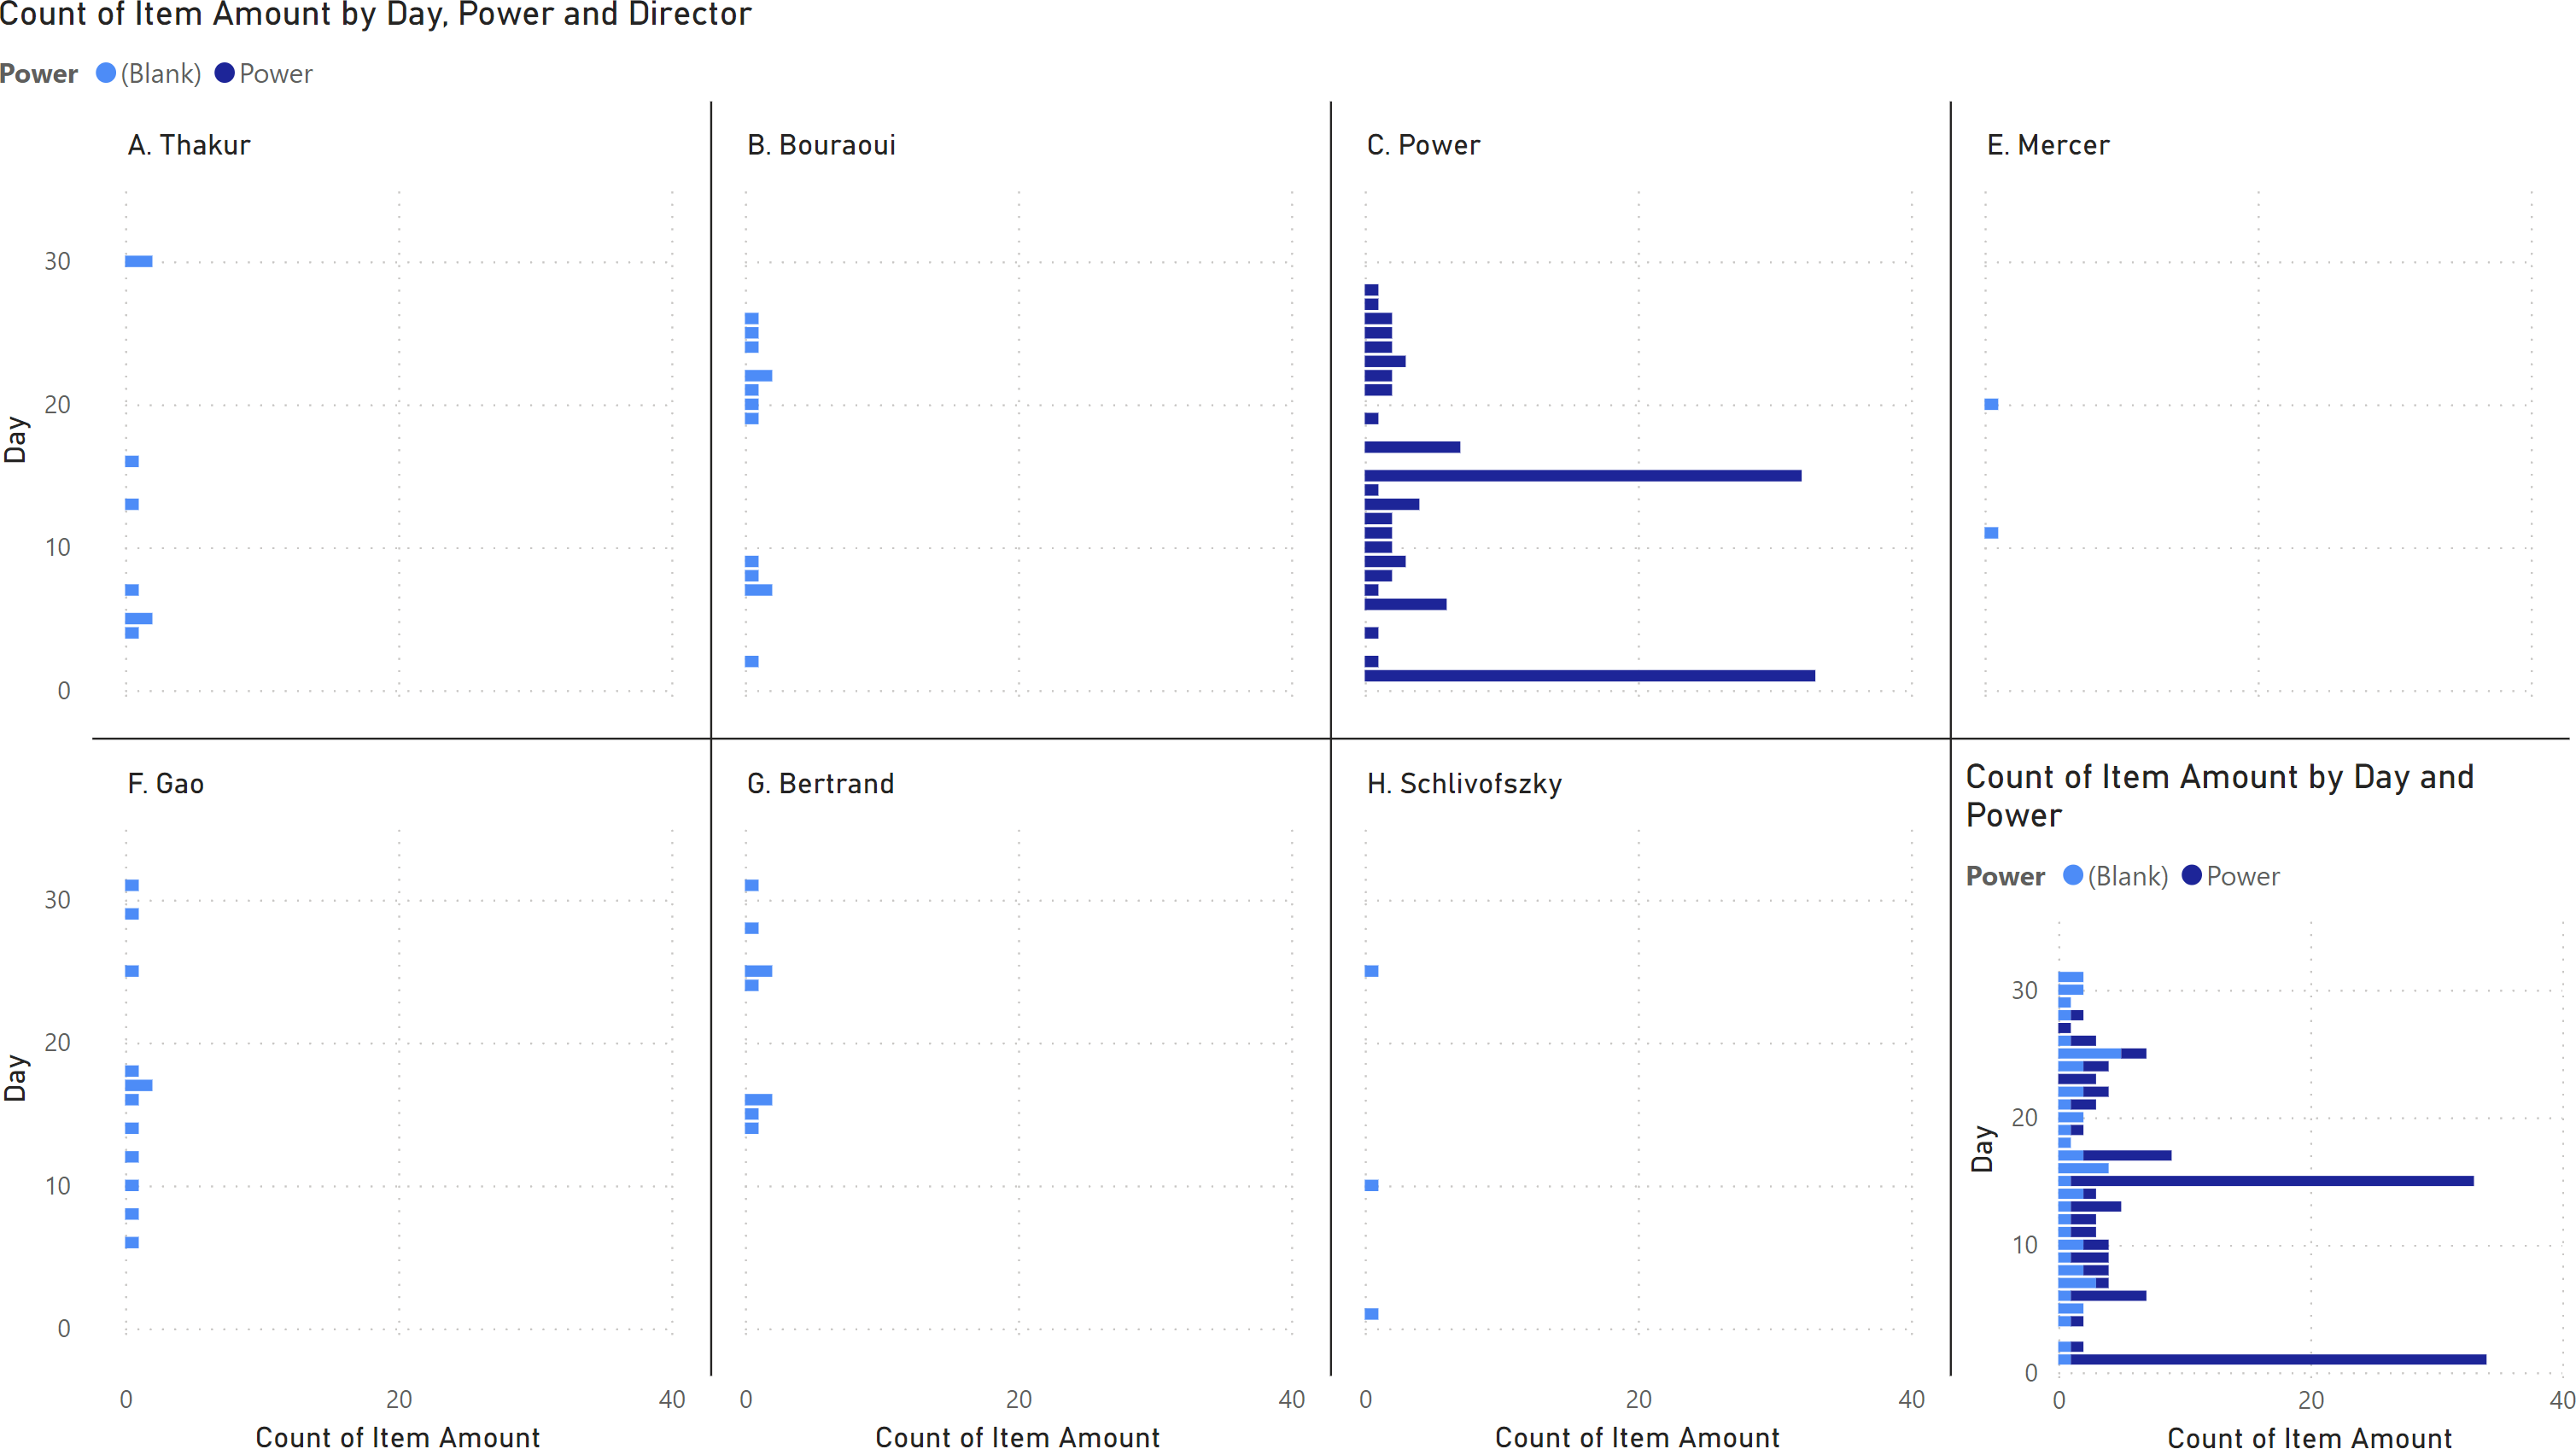 Count of Item Amount by Day, Power and Director
Power (Blank) Power
A. Thakur
B. Bouraoui
C. Power
E. Mercer
30
20
10
0
Day
F. Gao
G. Bertrand
H. Schlivofszky
30
20
10
0
Day
0 20 40
0 20 40
0 20 40
Count of Item Amount
Count of Item Amount
Count of Item Amount
Count of Item Amount by Day and
Power
Power (Blank) Power
30
20
10
0
Day
0 20 40
Count of Item Amount